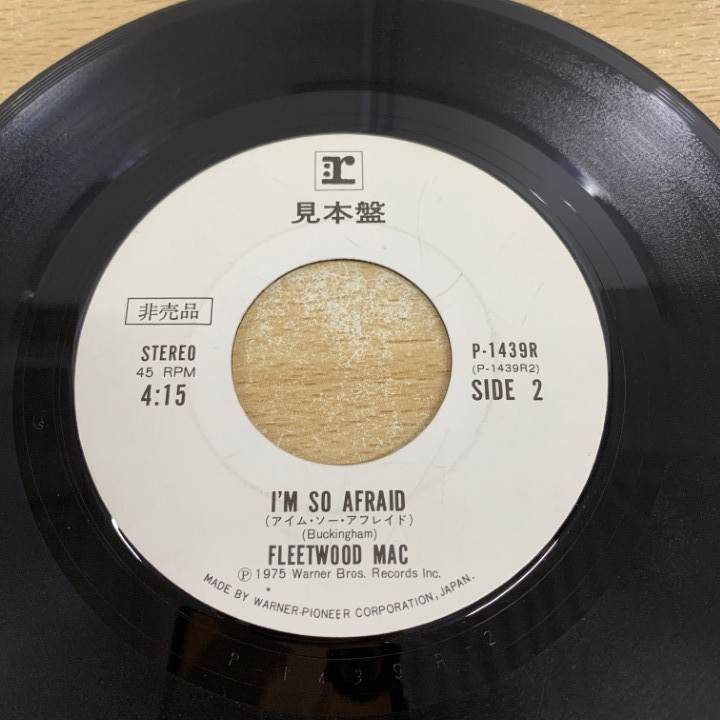 r
見本盤
非売品
STEREO
45 RPM
4:15
P-1439R
(P-1439R2)
SIDE 2
I'M SO AFRAID
(アイム・ソー・アフレイド)
(Buckingham)
FLEETWOOD MAC
Ⓟ1975 Warner Bros. Records Inc.
MADE BY WARNER-PIONEER CORPORATION, JAPAN.
P-1439R2